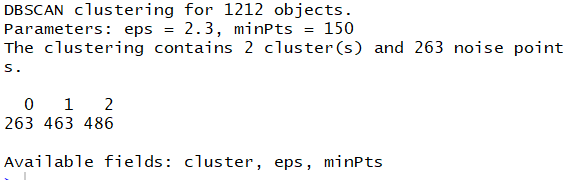 DBSCAN clustering for 1212 objects.
Parameters: eps = 2.3, minPts = 150
The clustering contains 2 cluster(s) and 263 noise point
s.
0 1 2
263 463 486
Available fields: cluster, eps, minPts